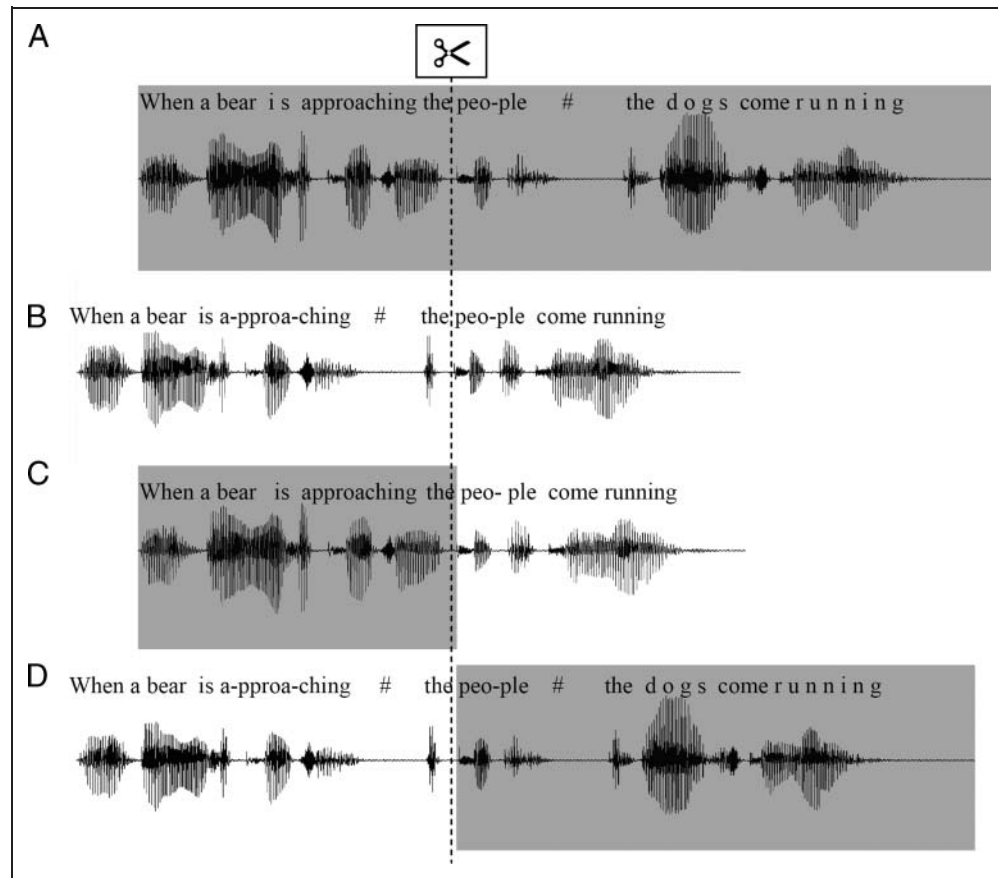 A
When a bear i s approaching the peo-ple # the d o g s come r u n n i n g
B
When a bear is a-pproa-ching # the peo-ple come running
C
When a bear is approaching the peo- ple come running
D
When a bear is a-pproa-ching # the peo-ple # the d o g s come r u n n i n g